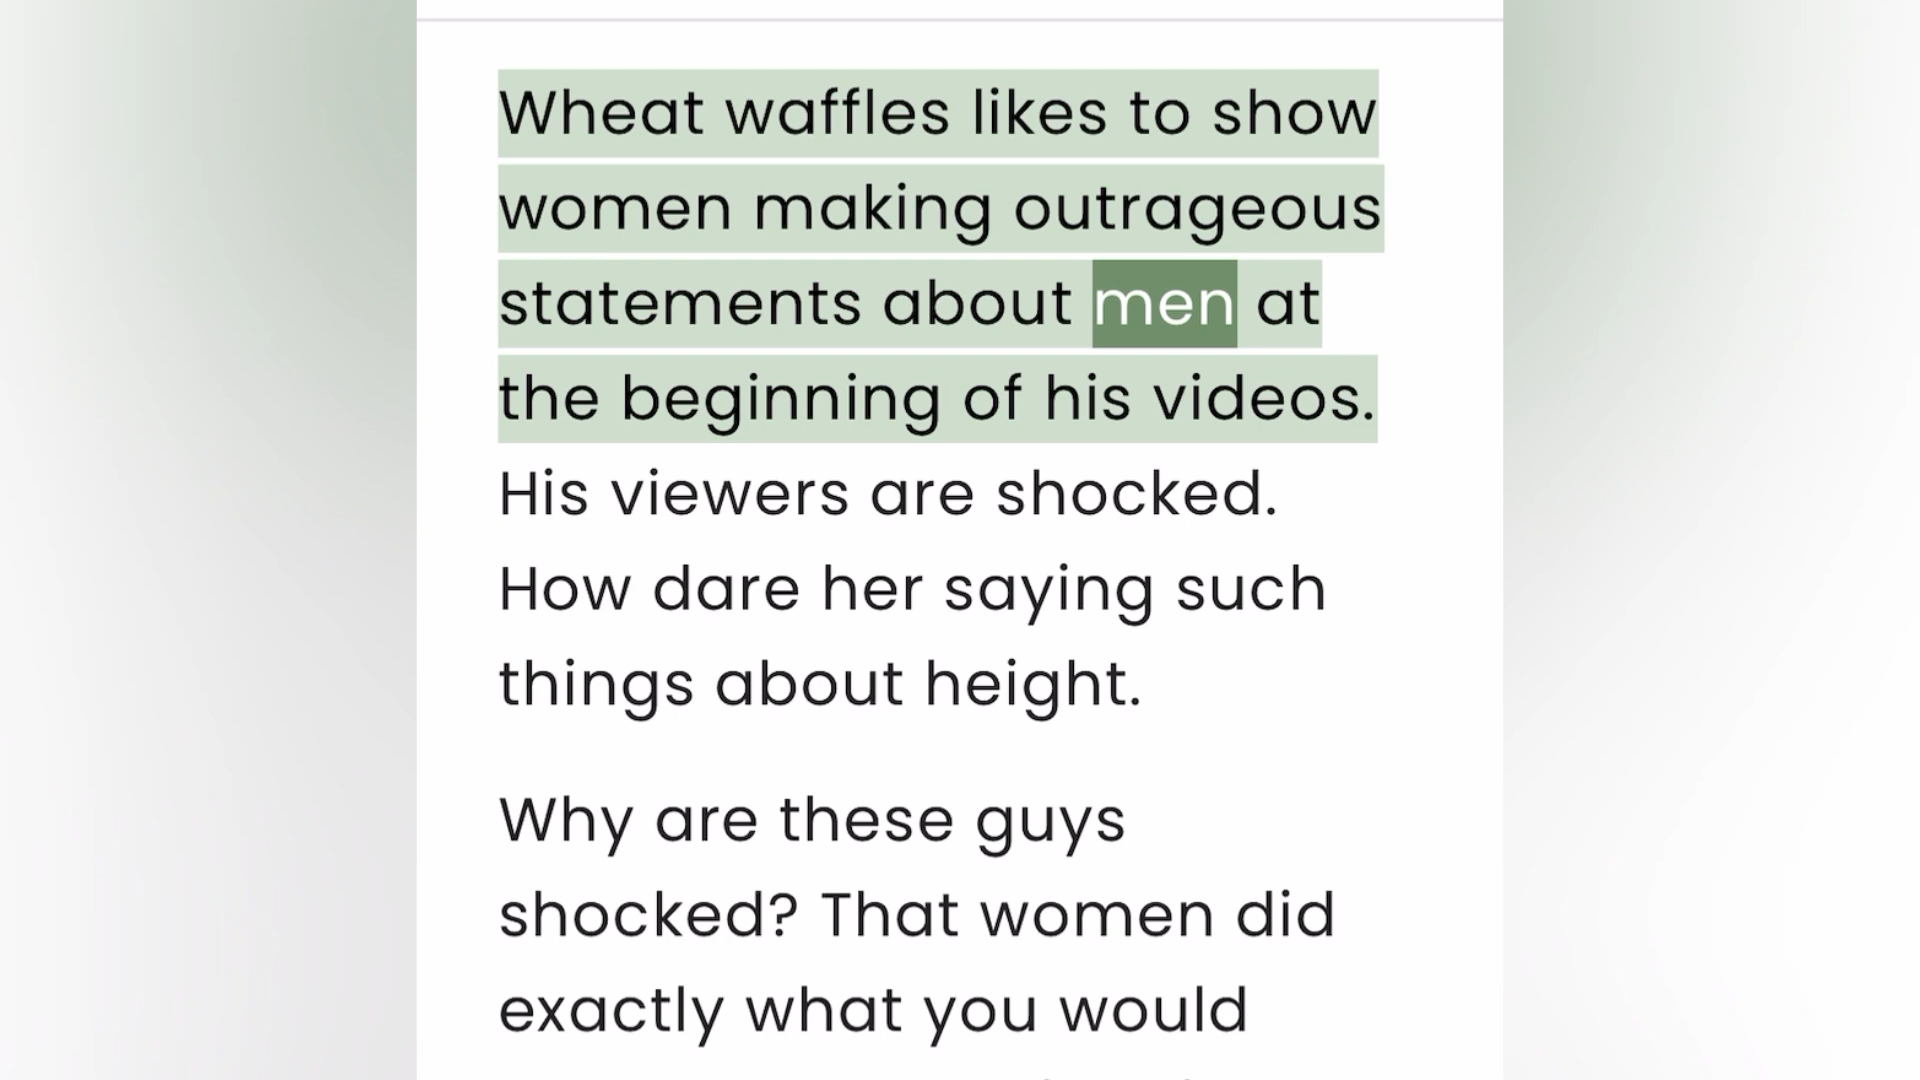 Wheat waffles likes to show
women making outrageous
statements about men at
the beginning of his videos.
His viewers are shocked.
How dare her saying such
things about height.
Why are these guys
shocked? That women did
exactly what you would